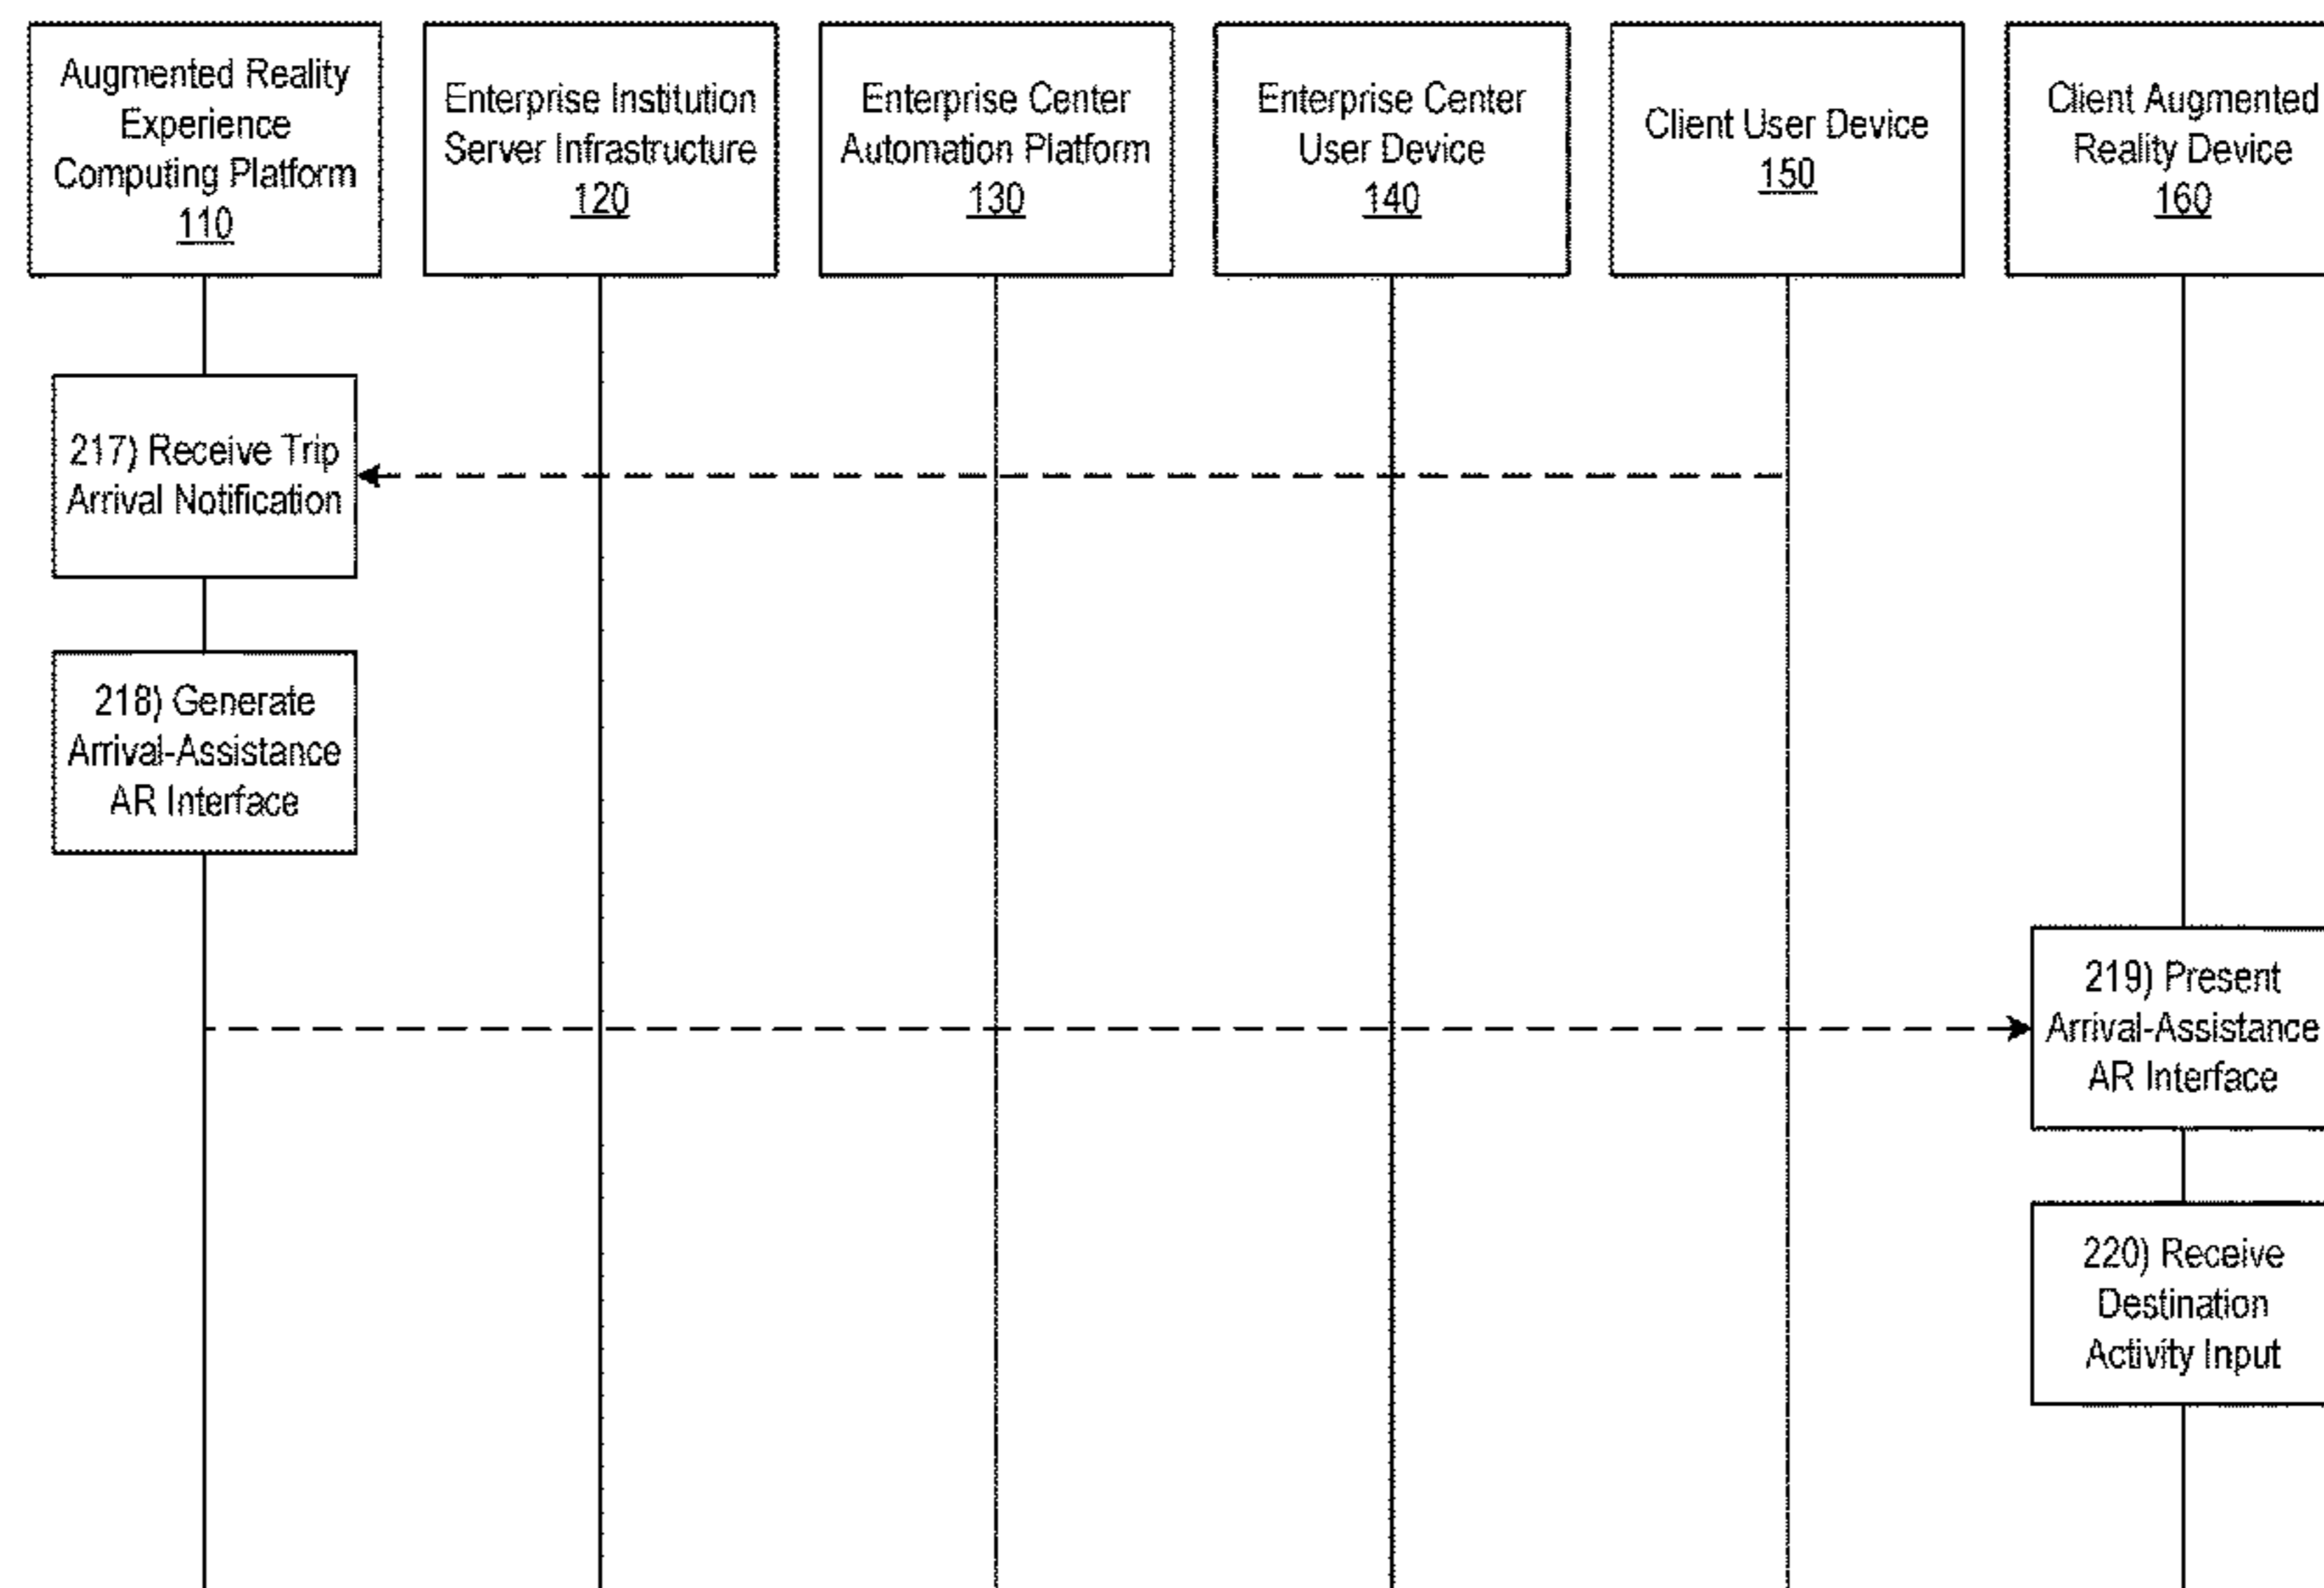 Augmented Reality
Experience
Computing Platform
110
Enterprise Institution
Server Infrastructure
120
Enterprise Center
Automation Platform
130
Enterprise Center
User Device
140
Client User Device
150
Client Augmented
Reality Device
160
217) Receive Trip
Arrival Notification
218) Generate
Arrival-Assistance
AR Interface
219) Present
Arrival-Assistance
AR Interface
220) Receive
Destination
Activity Input